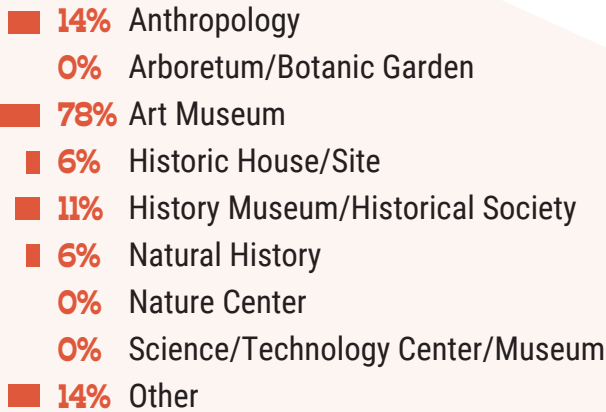 14% Anthropology
0% Arboretum/Botanic Garden
78% Art Museum
6% Historic House/Site
11% History Museum/Historical Society
6% Natural History
0% Nature Center
0% Science/Technology Center/Museum
14% Other